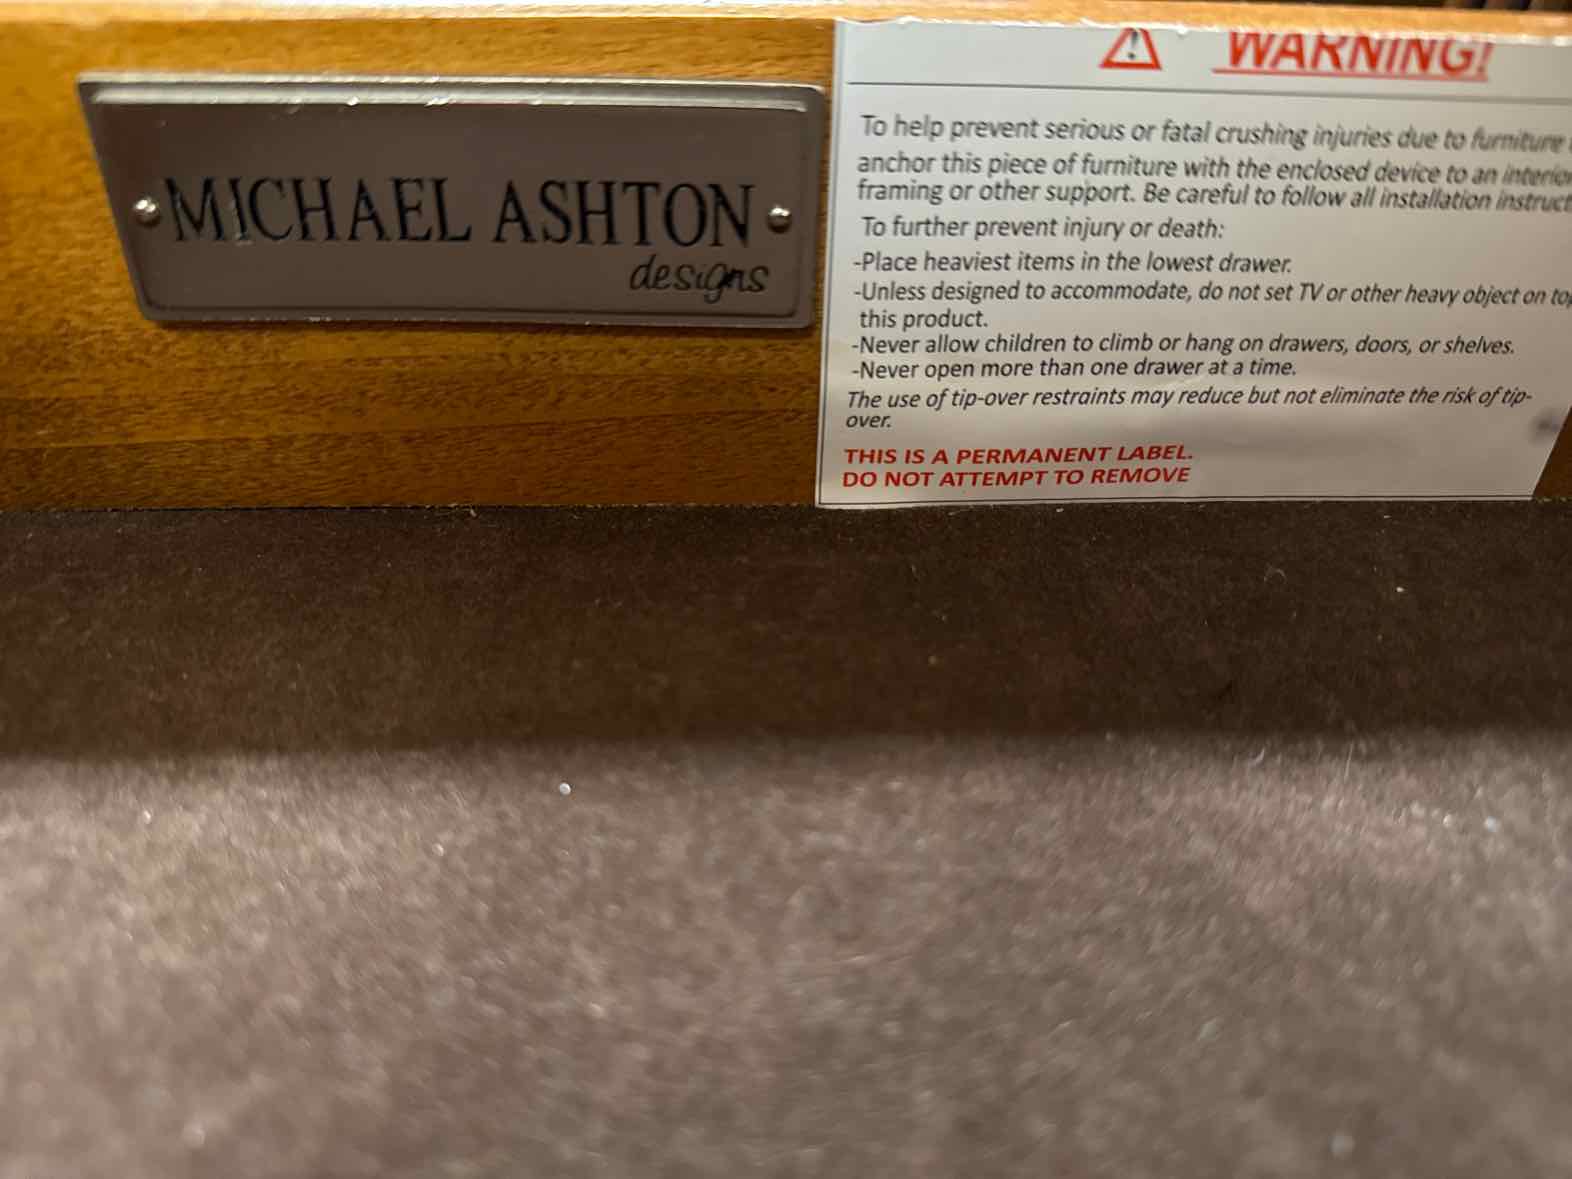 MICHAEL ASHTON
designs
WARNING!
To help prevent serious or fatal crushing injuries due to furniture
anchor this piece of furniture with the enclosed device to an interior
framing or other support. Be careful to follow all installation instruct
To further prevent injury or death:
-Place heaviest items in the lowest drawer.
-Unless designed to accommodate, do not set TV or other heavy object on top
this product.
-Never allow children to climb or hang on drawers, doors, or shelves.
-Never open more than one drawer at a time.
The use of tip-over restraints may reduce but not eliminate the risk of tip-
over.
THIS IS A PERMANENT LABEL.
DO NOT ATTEMPT TO REMOVE